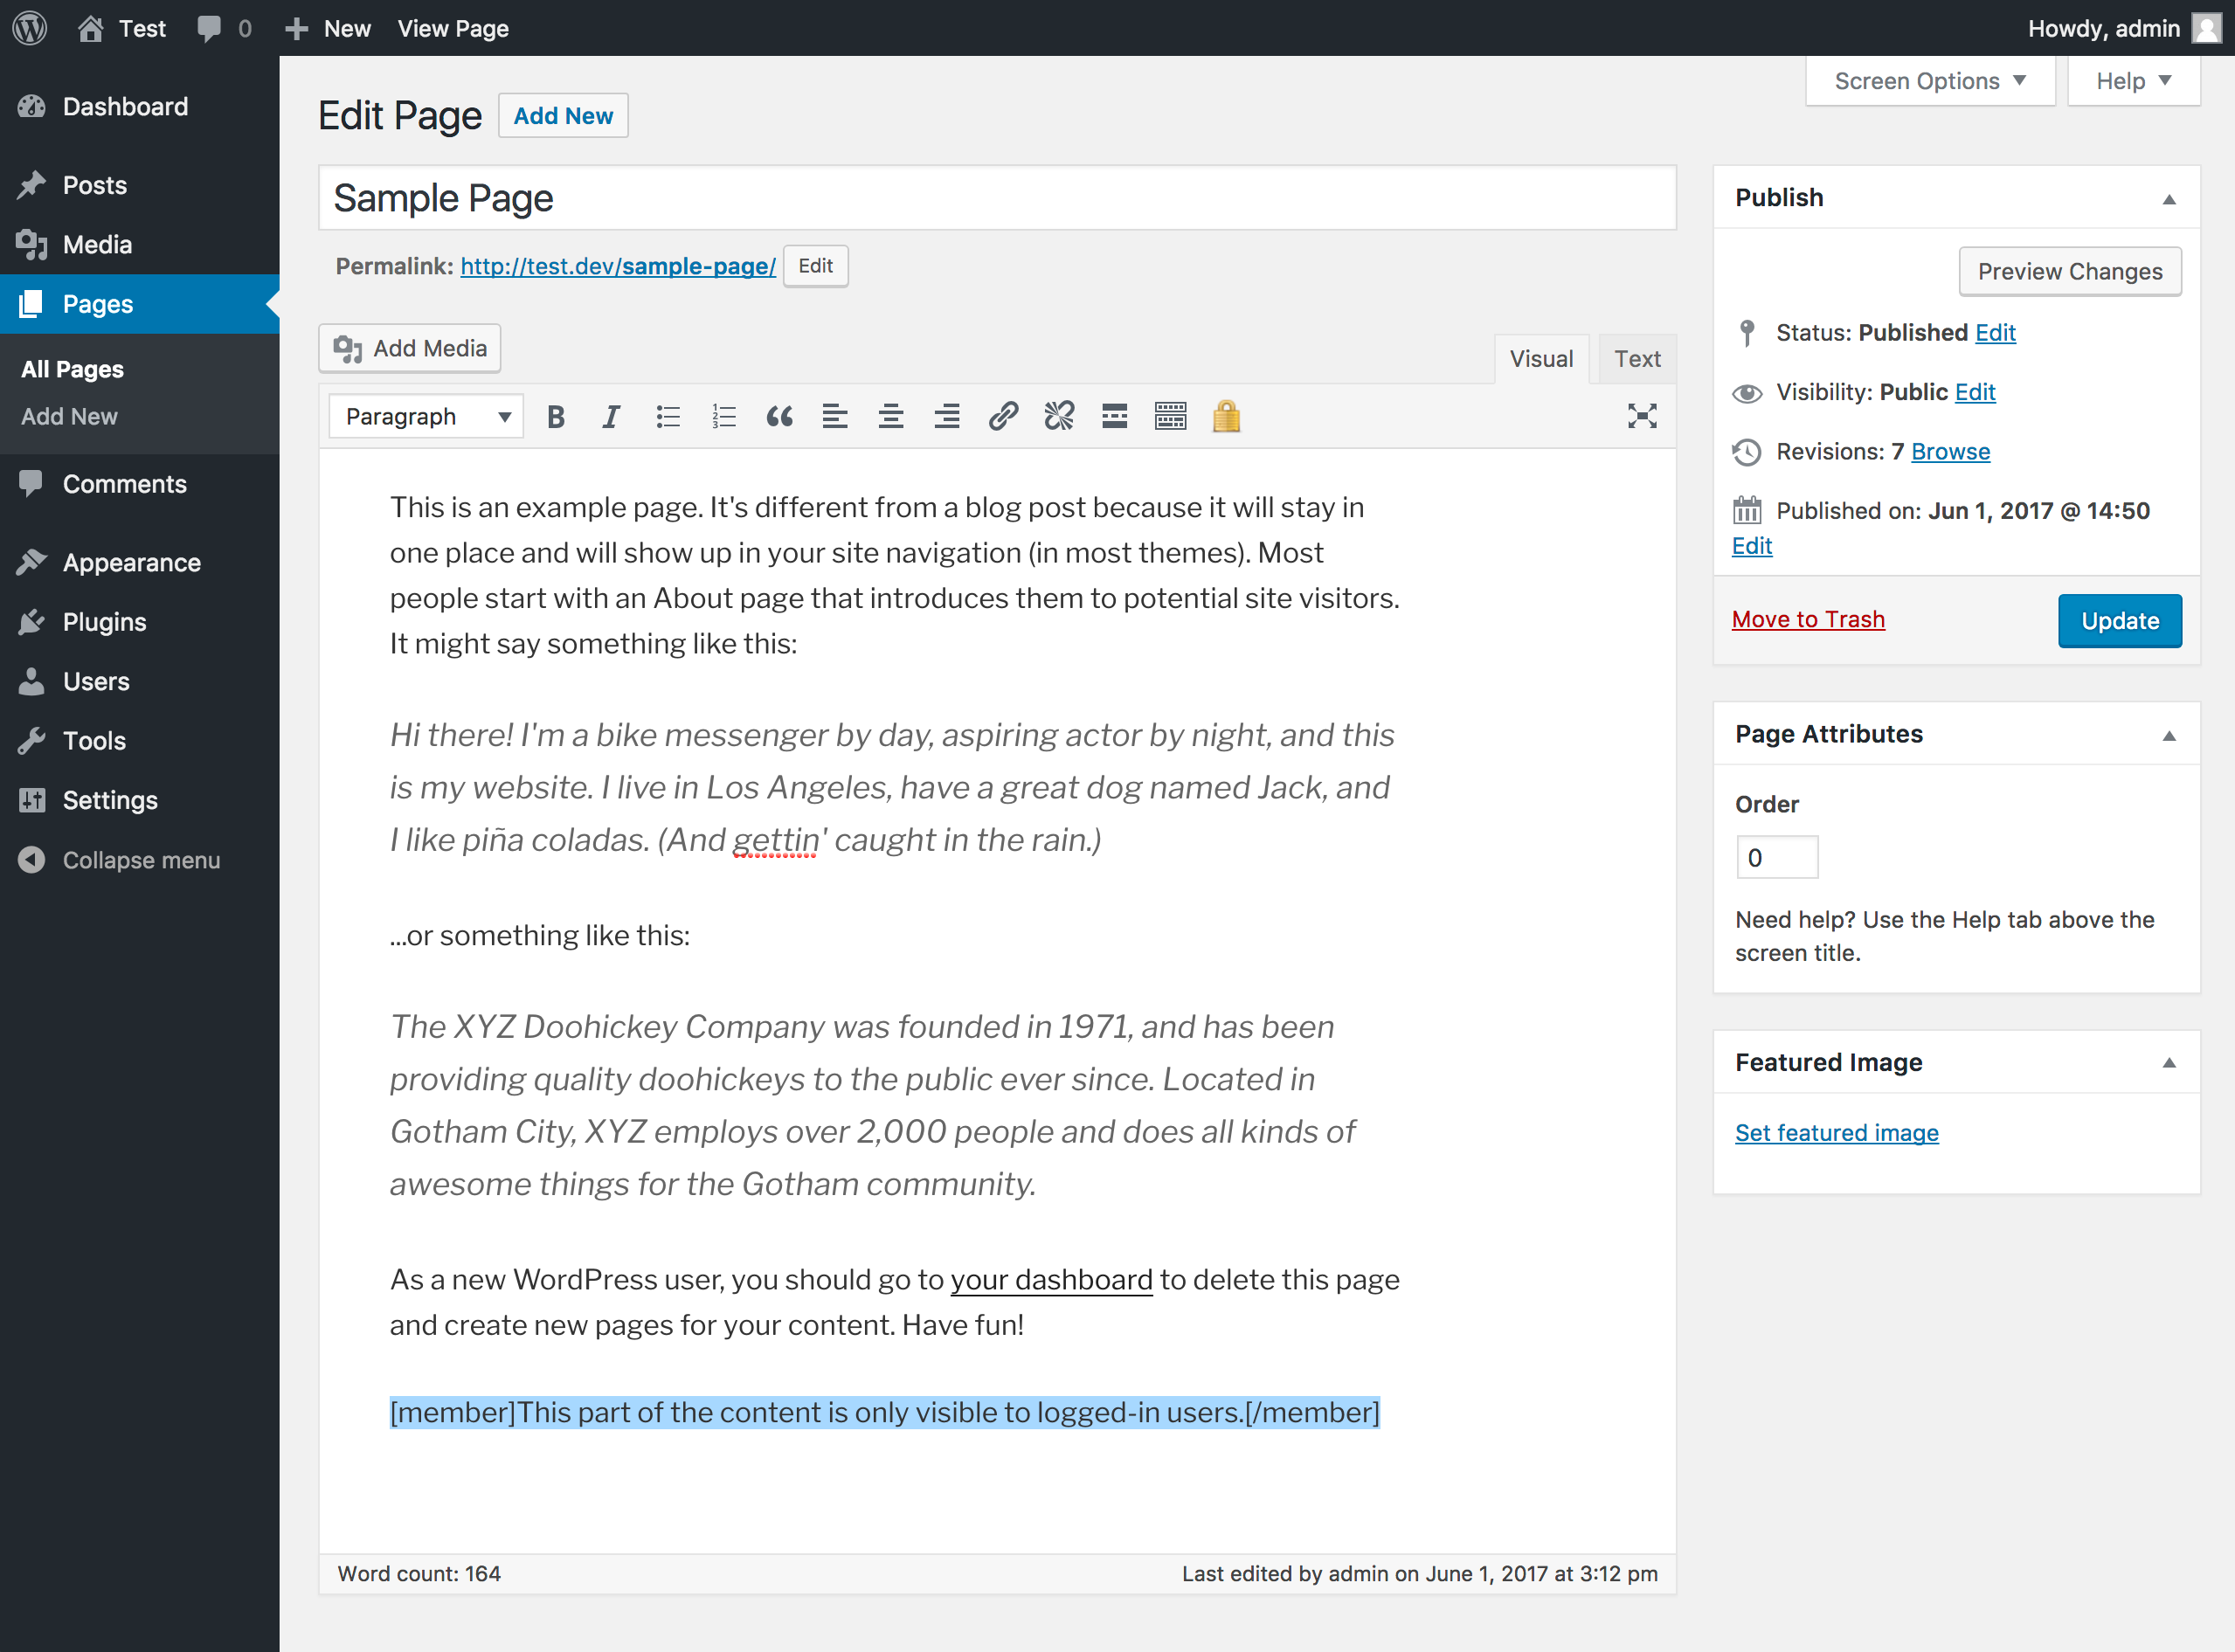 Test 0 New View Page Howdy, admin
Screen Options Help
Dashboard
Posts
Media
Pages
All Pages
Add New
Comments
Appearance
Plugins
Users
Tools
Settings
Collapse menu
Edit Page Add New
Sample Page
Permalink: http://test.dev/sample-page/ Edit
Add Media
Visual Text
Paragraph
This is an example page. It's different from a blog post because it will stay in
one place and will show up in your site navigation (in most themes). Most
people start with an About page that introduces them to potential site visitors.
It might say something like this:
Hi there! I'm a bike messenger by day, aspiring actor by night, and this
is my website. I live in Los Angeles, have a great dog named Jack, and
I like piña coladas. (And gettin' caught in the rain.)
...or something like this:
The XYZ Doohickey Company was founded in 1971, and has been
providing quality doohickeys to the public ever since. Located in
Gotham City, XYZ employs over 2,000 people and does all kinds of
awesome things for the Gotham community.
As a new WordPress user, you should go to your dashboard to delete this page
and create new pages for your content. Have fun!
[member]This part of the content is only visible to logged-in users.[/member]
Word count: 164
Last edited by admin on June 1, 2017 at 3:12 pm
Publish
Preview Changes
Status: Published Edit
Visibility: Public Edit
Revisions: 7 Browse
Published on: Jun 1, 2017 @ 14:50
Edit
Move to Trash
Update
Page Attributes
Order
0
Need help? Use the Help tab above the
screen title.
Featured Image
Set featured image